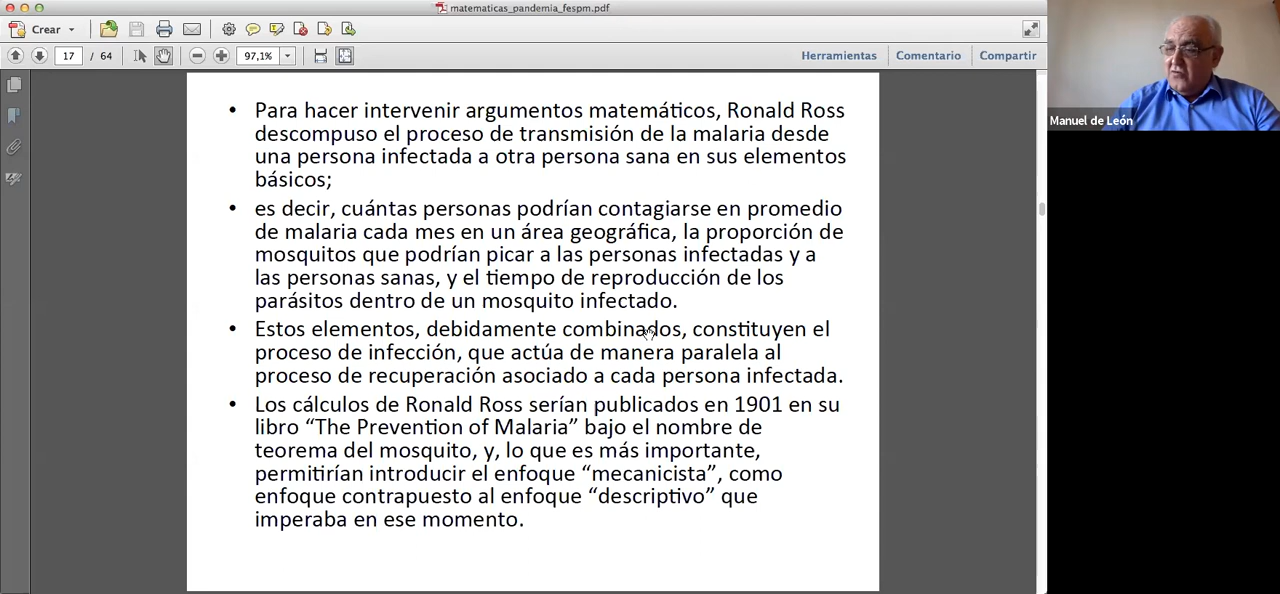 matematicas_pandemia_fespm.pdf
Crear
17 / 64
97,1%
Herramientas
Comentario
Compartir
Manuel de León
• Para hacer intervenir argumentos matemáticos, Ronald Ross
descompuso el proceso de transmisión de la malaria desde
una persona infectada a otra persona sana en sus elementos
básicos;
• es decir, cuántas personas podrían contagiarse en promedio
de malaria cada mes en un área geográfica, la proporción de
mosquitos que podrían picar a las personas infectadas y a
las personas sanas, y el tiempo de reproducción de los
parásitos dentro de un mosquito infectado.
• Estos elementos, debidamente combinados, constituyen el
proceso de infección, que actúa de manera paralela al
proceso de recuperación asociado a cada persona infectada.
• Los cálculos de Ronald Ross serían publicados en 1901 en su
libro “The Prevention of Malaria” bajo el nombre de
teorema del mosquito, y, lo que es más importante,
permitirían introducir el enfoque “mecanicista”, como
enfoque contrapuesto al enfoque “descriptivo” que
imperaba en ese momento.